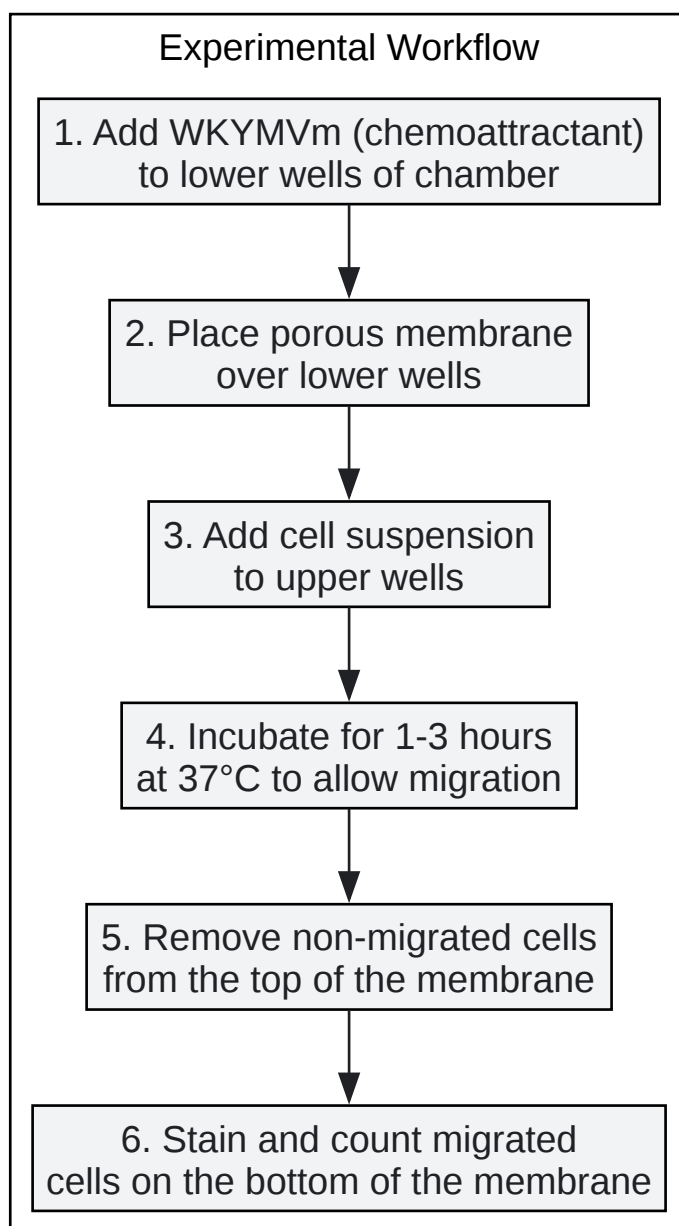 Experimental Workflow
1. Add WKYMVm (chemoattractant)
to lower wells of chamber
2. Place porous membrane
over lower wells
3. Add cell suspension
to upper wells
4. Incubate for 1-3 hours
at 37°C to allow migration
5. Remove non-migrated cells
from the top of the membrane
6. Stain and count migrated
cells on the bottom of the membrane